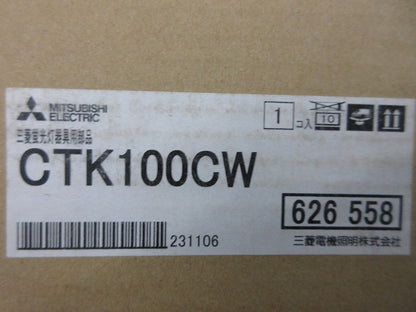 MITSUBISHI
ELECTRIC
1 コ入 10
三菱蛍光灯器具用部品
CTK100CW
626 558
231106
三菱電機照明株式会社